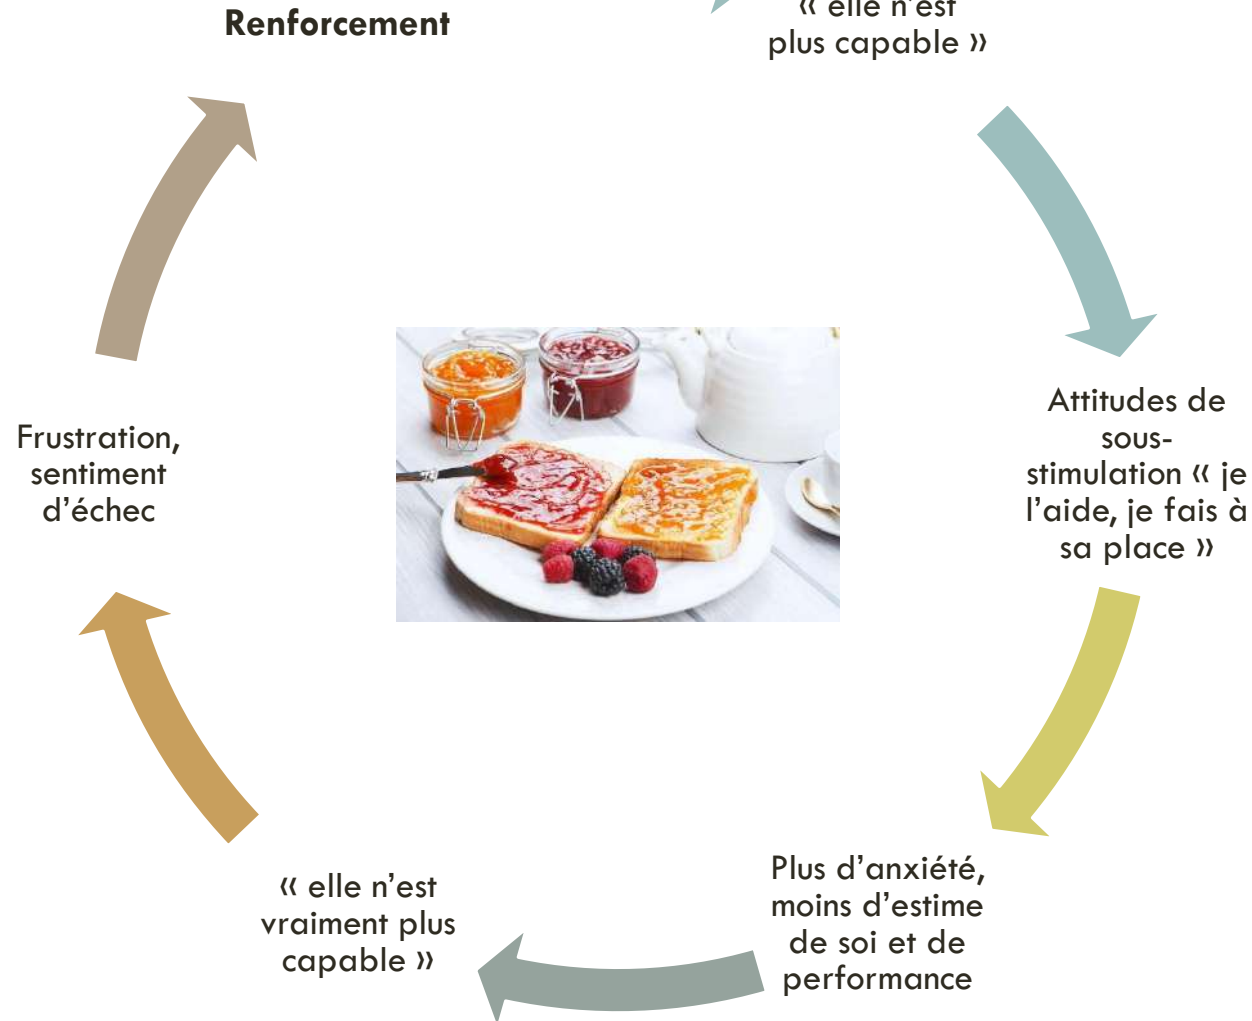 Renforcement
« elle n’est
plus capable »
Attitudes de
sous-
stimulation « je
l’aide, je fais à
sa place »
Plus d’anxiété,
moins d’estime
de soi et de
performance
« elle n’est
vraiment plus
capable »
Frustration,
sentiment
d’échec